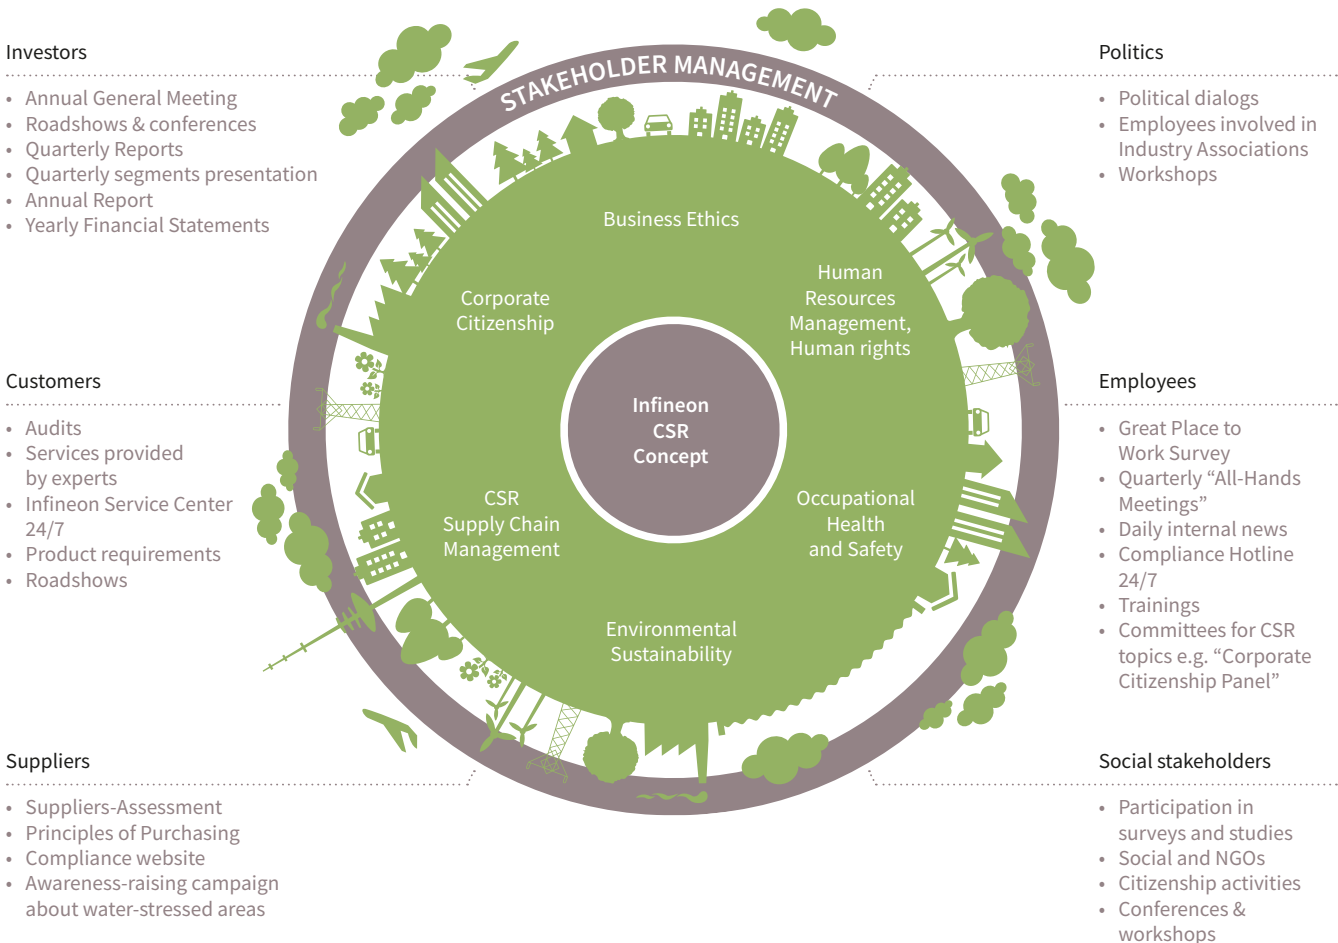 Investors
• Annual General Meeting
• Roadshows & conferences
• Quarterly Reports
• Quarterly segments presentation
• Annual Report
• Yearly Financial Statements
Customers
• Audits
• Services provided
by experts
• Infineon Service Center
24/7
• Product requirements
• Roadshows
Suppliers
• Suppliers-Assessment
• Principles of Purchasing
• Compliance website
• Awareness-raising campaign
about water-stressed areas
STAKEHOLDER MANAGEMENT
Business Ethics
Corporate
Citizenship
Human
Resources
Management,
Human rights
Infineon
CSR
Concept
CSR
Supply Chain
Management
Occupational
Health
and Safety
Environmental
Sustainability
Politics
• Political dialogs
• Employees involved in
Industry Associations
• Workshops
Employees
• Great Place to
Work Survey
• Quarterly “All-Hands
Meetings”
• Daily internal news
• Compliance Hotline
24/7
• Trainings
• Committees for CSR
topics e.g. “Corporate
Citizenship Panel”
Social stakeholders
• Participation in
surveys and studies
• Social and NGOs
• Citizenship activities
• Conferences &
workshops